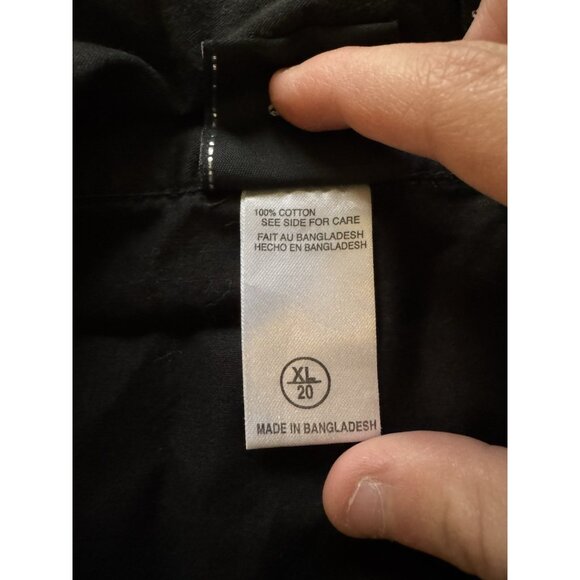 100% COTTON
SEE SIDE FOR CARE
FAIT AU BANGLADESH
HECHO EN BANGLADESH
XL
20
MADE IN BANGLADESH